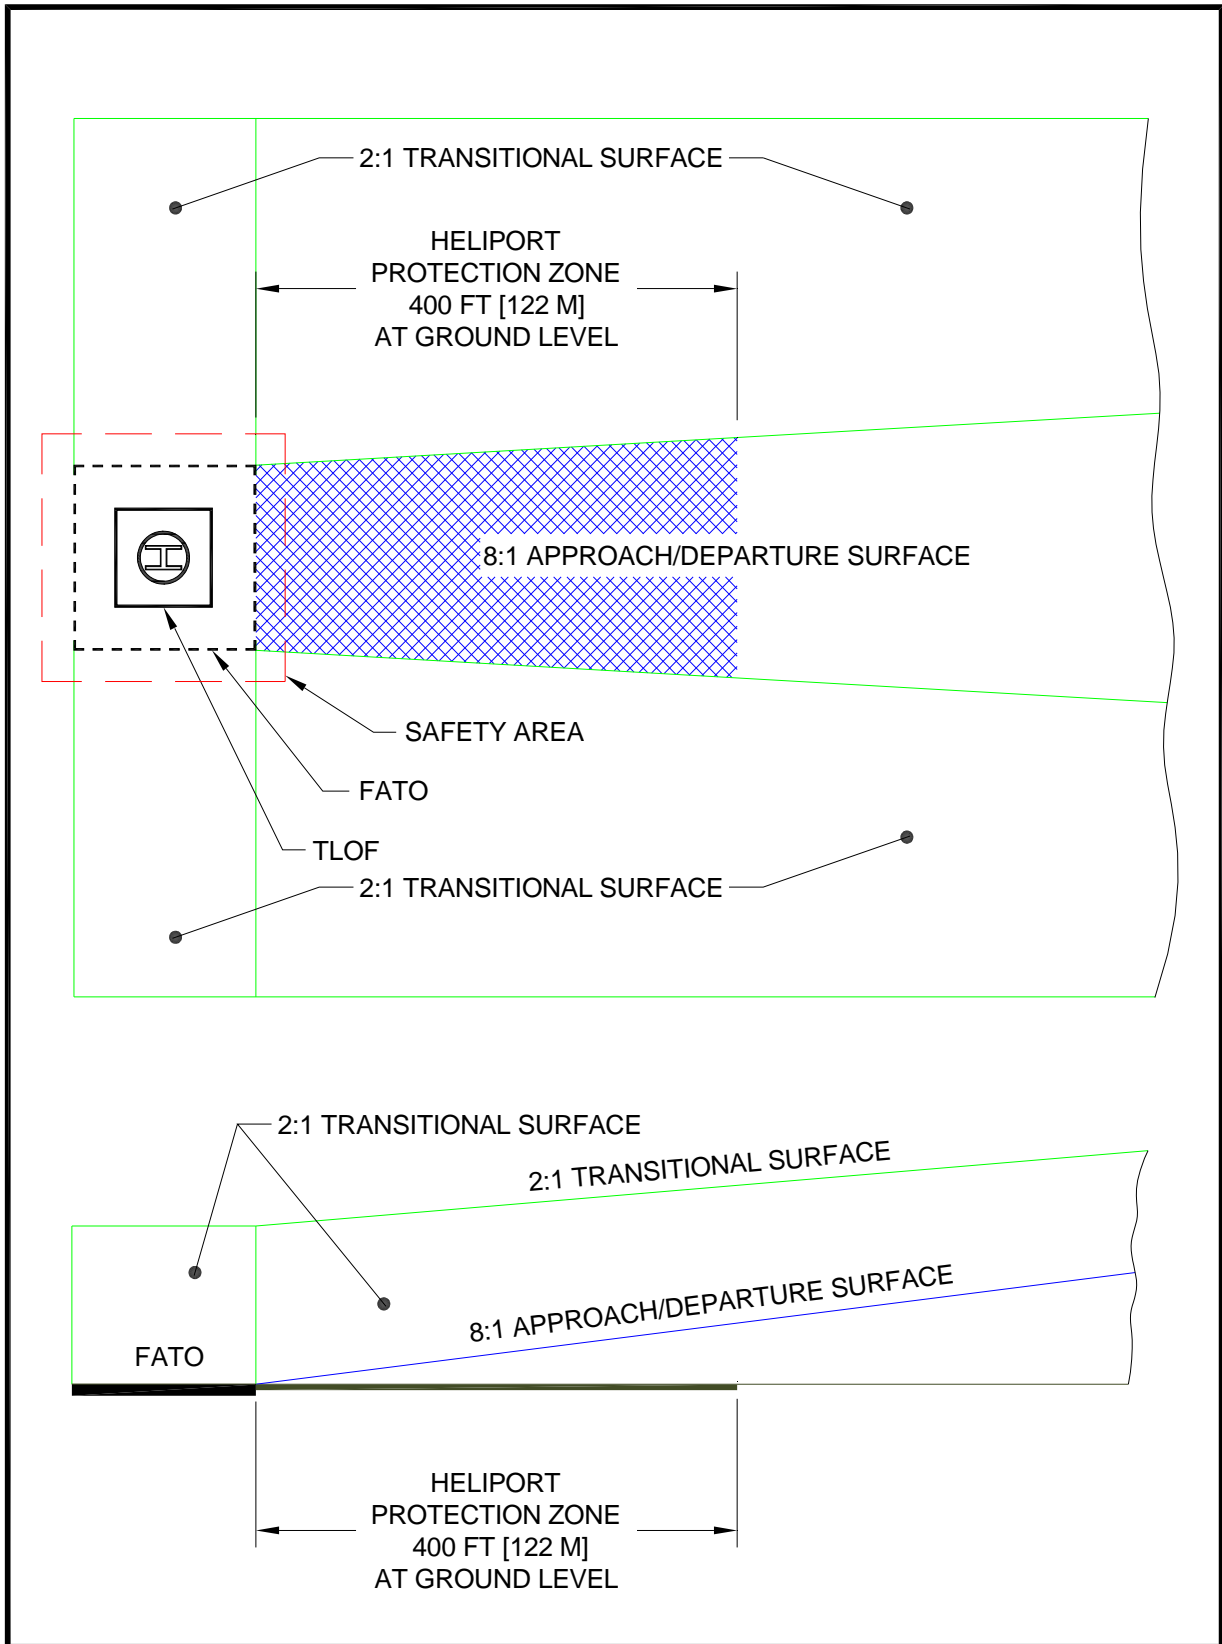 2:1 TRANSITIONAL SURFACE
HELIPORT
PROTECTION ZONE
400 FT [122 M]
AT GROUND LEVEL
H
8:1 APPROACH/DEPARTURE SURFACE
SAFETY AREA
FATO
TLOF
2:1 TRANSITIONAL SURFACE
2:1 TRANSITIONAL SURFACE
2:1 TRANSITIONAL SURFACE
8:1 APPROACH/DEPARTURE SURFACE
FATO
HELIPORT
PROTECTION ZONE
400 FT [122 M]
AT GROUND LEVEL